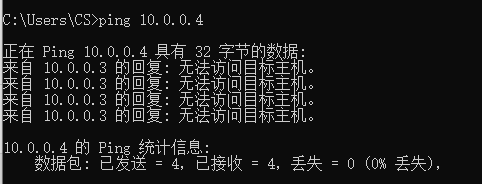 C:\Users\CS>ping 10.0.0.4
正在 Ping 10.0.0.4 具有 32 字节的数据:
来自 10.0.0.3 的回复: 无法访问目标主机。
来自 10.0.0.3 的回复: 无法访问目标主机。
来自 10.0.0.3 的回复: 无法访问目标主机。
来自 10.0.0.3 的回复: 无法访问目标主机。
10.0.0.4 的 Ping 统计信息:
数据包: 已发送 = 4, 已接收 = 4, 丢失 = 0 (0% 丢失),